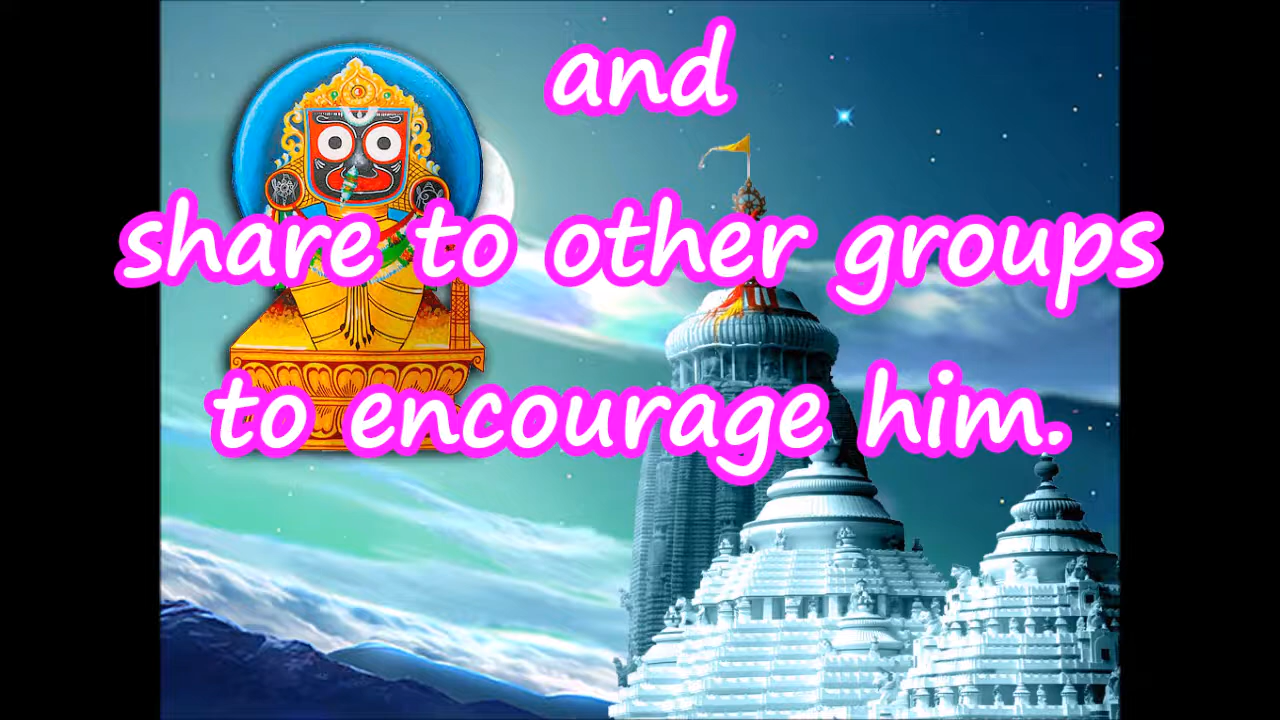 and
share to other groups
to encourage him.